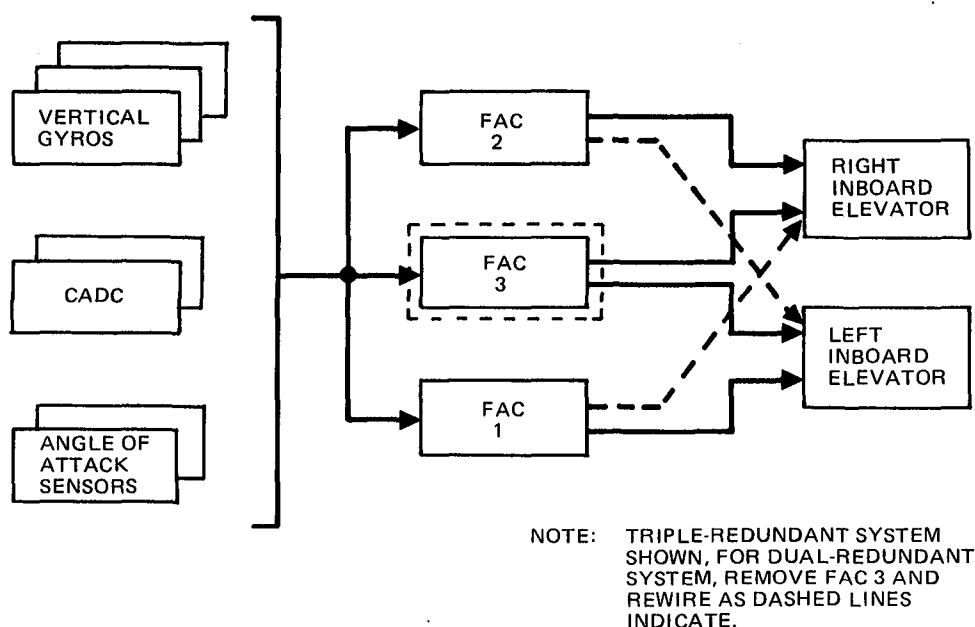 VERTICAL
GYROS
CADC
ANGLE OF
ATTACK
SENSORS
FAC
2
FAC
3
FAC
1
RIGHT
INBOARD
ELEVATOR
LEFT
INBOARD
ELEVATOR
NOTE: TRIPLE-REDUNDANT SYSTEM
SHOWN, FOR DUAL-REDUNDANT
SYSTEM, REMOVE FAC 3 AND
REWIRE AS DASHED LINES
INDICATE.